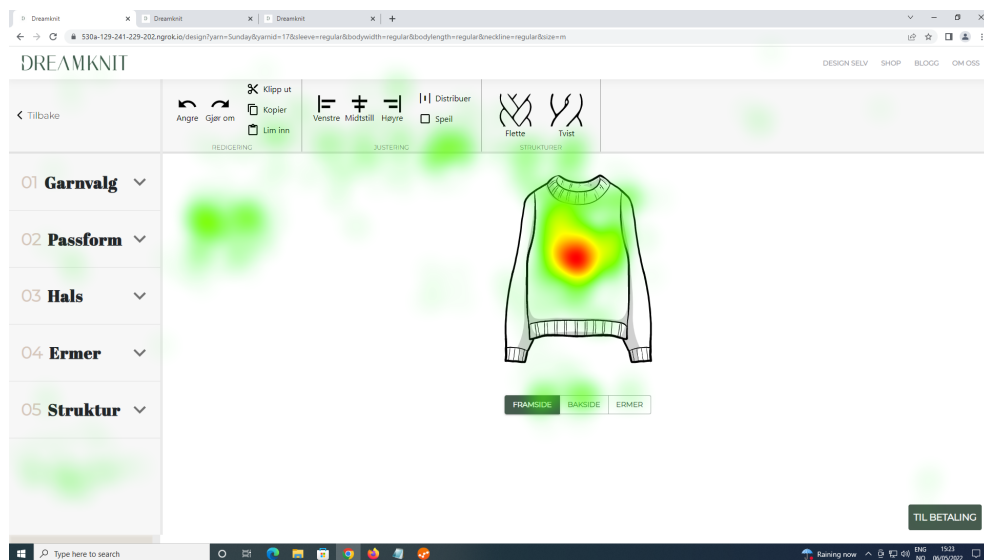 Dreamknit
Dreamknit
Dreamknit
530a-129-241-229-202.ngrok.io/design?yarn=Sunday&yarnid=17&sleeve=regular&bodywidth=regular&bodylength=regular&neckline=regular&size=m
DREAMKNIT
DESIGN SELV SHOP BLOGG OM OSS
Tilbake
Angre Gjør om
Klipp ut
Kopier
Lim inn
REDIGERING
Venstre Midtstill Høyre
Distribuer
Speil
JUSTERING
Flette Tvist
STRUKTURER
01 Garnvalg
02 Passform
03 Hals
04 Ermer
05 Struktur
FRAMSIDE BAKSIDE ERMER
TIL BETALING
Type here to search
Raining now
ENG
NO
15:23
06/05/2022